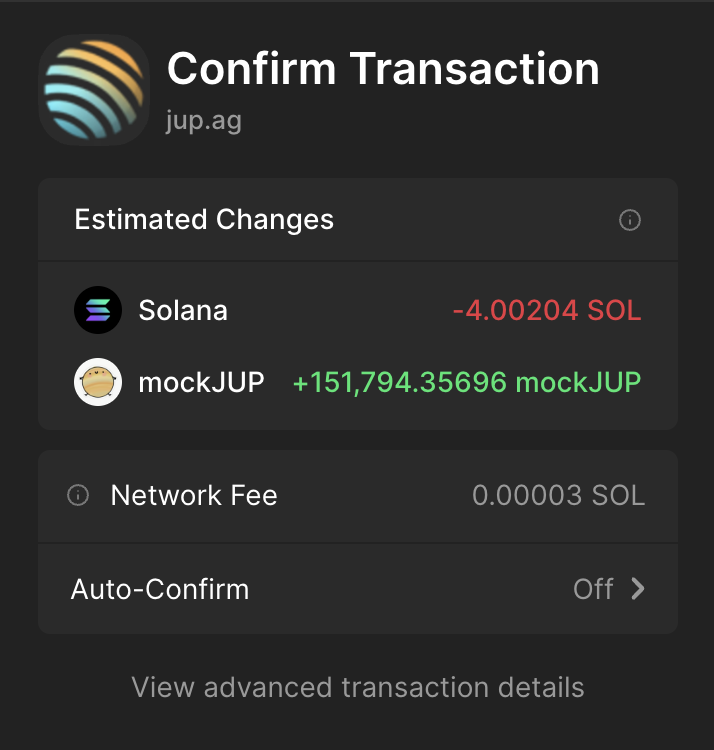 Confirm Transaction
jup.ag
Estimated Changes
Solana -4.00204 SOL
mockJUP +151,794.35696 mockJUP
Network Fee 0.00003 SOL
Auto-Confirm Off
View advanced transaction details